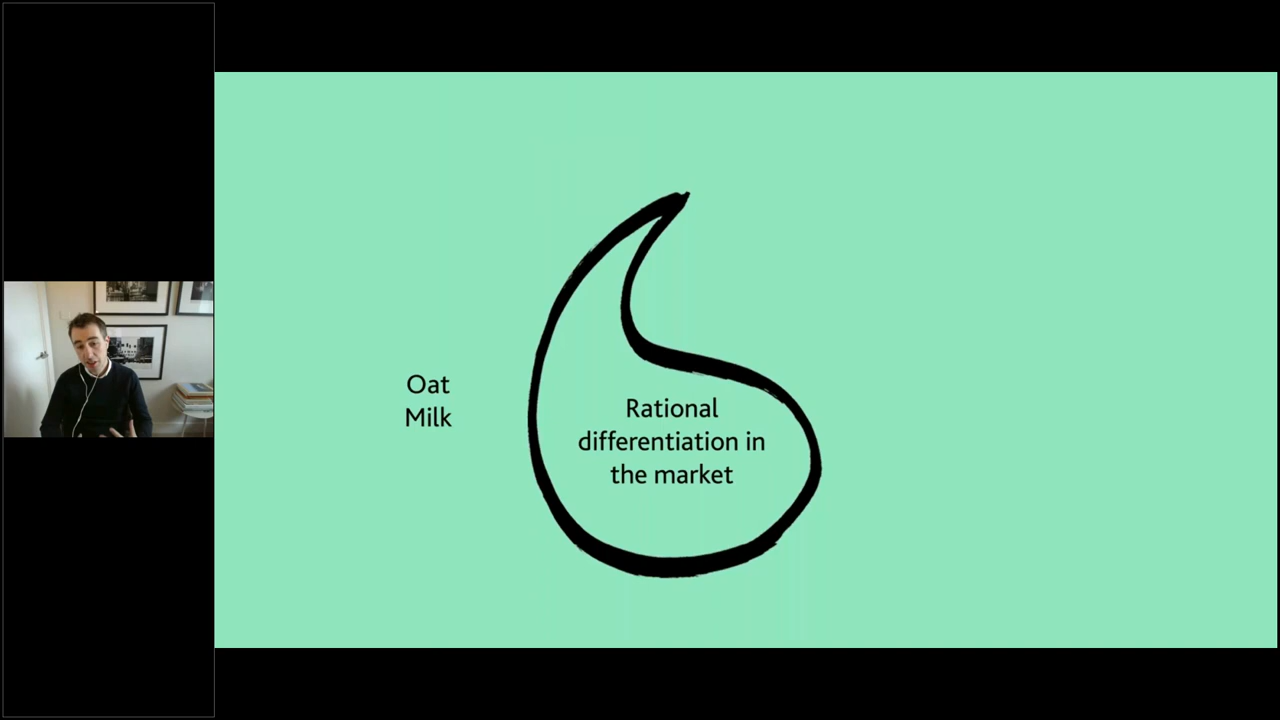 Oat
Milk
Rational
differentiation in
the market